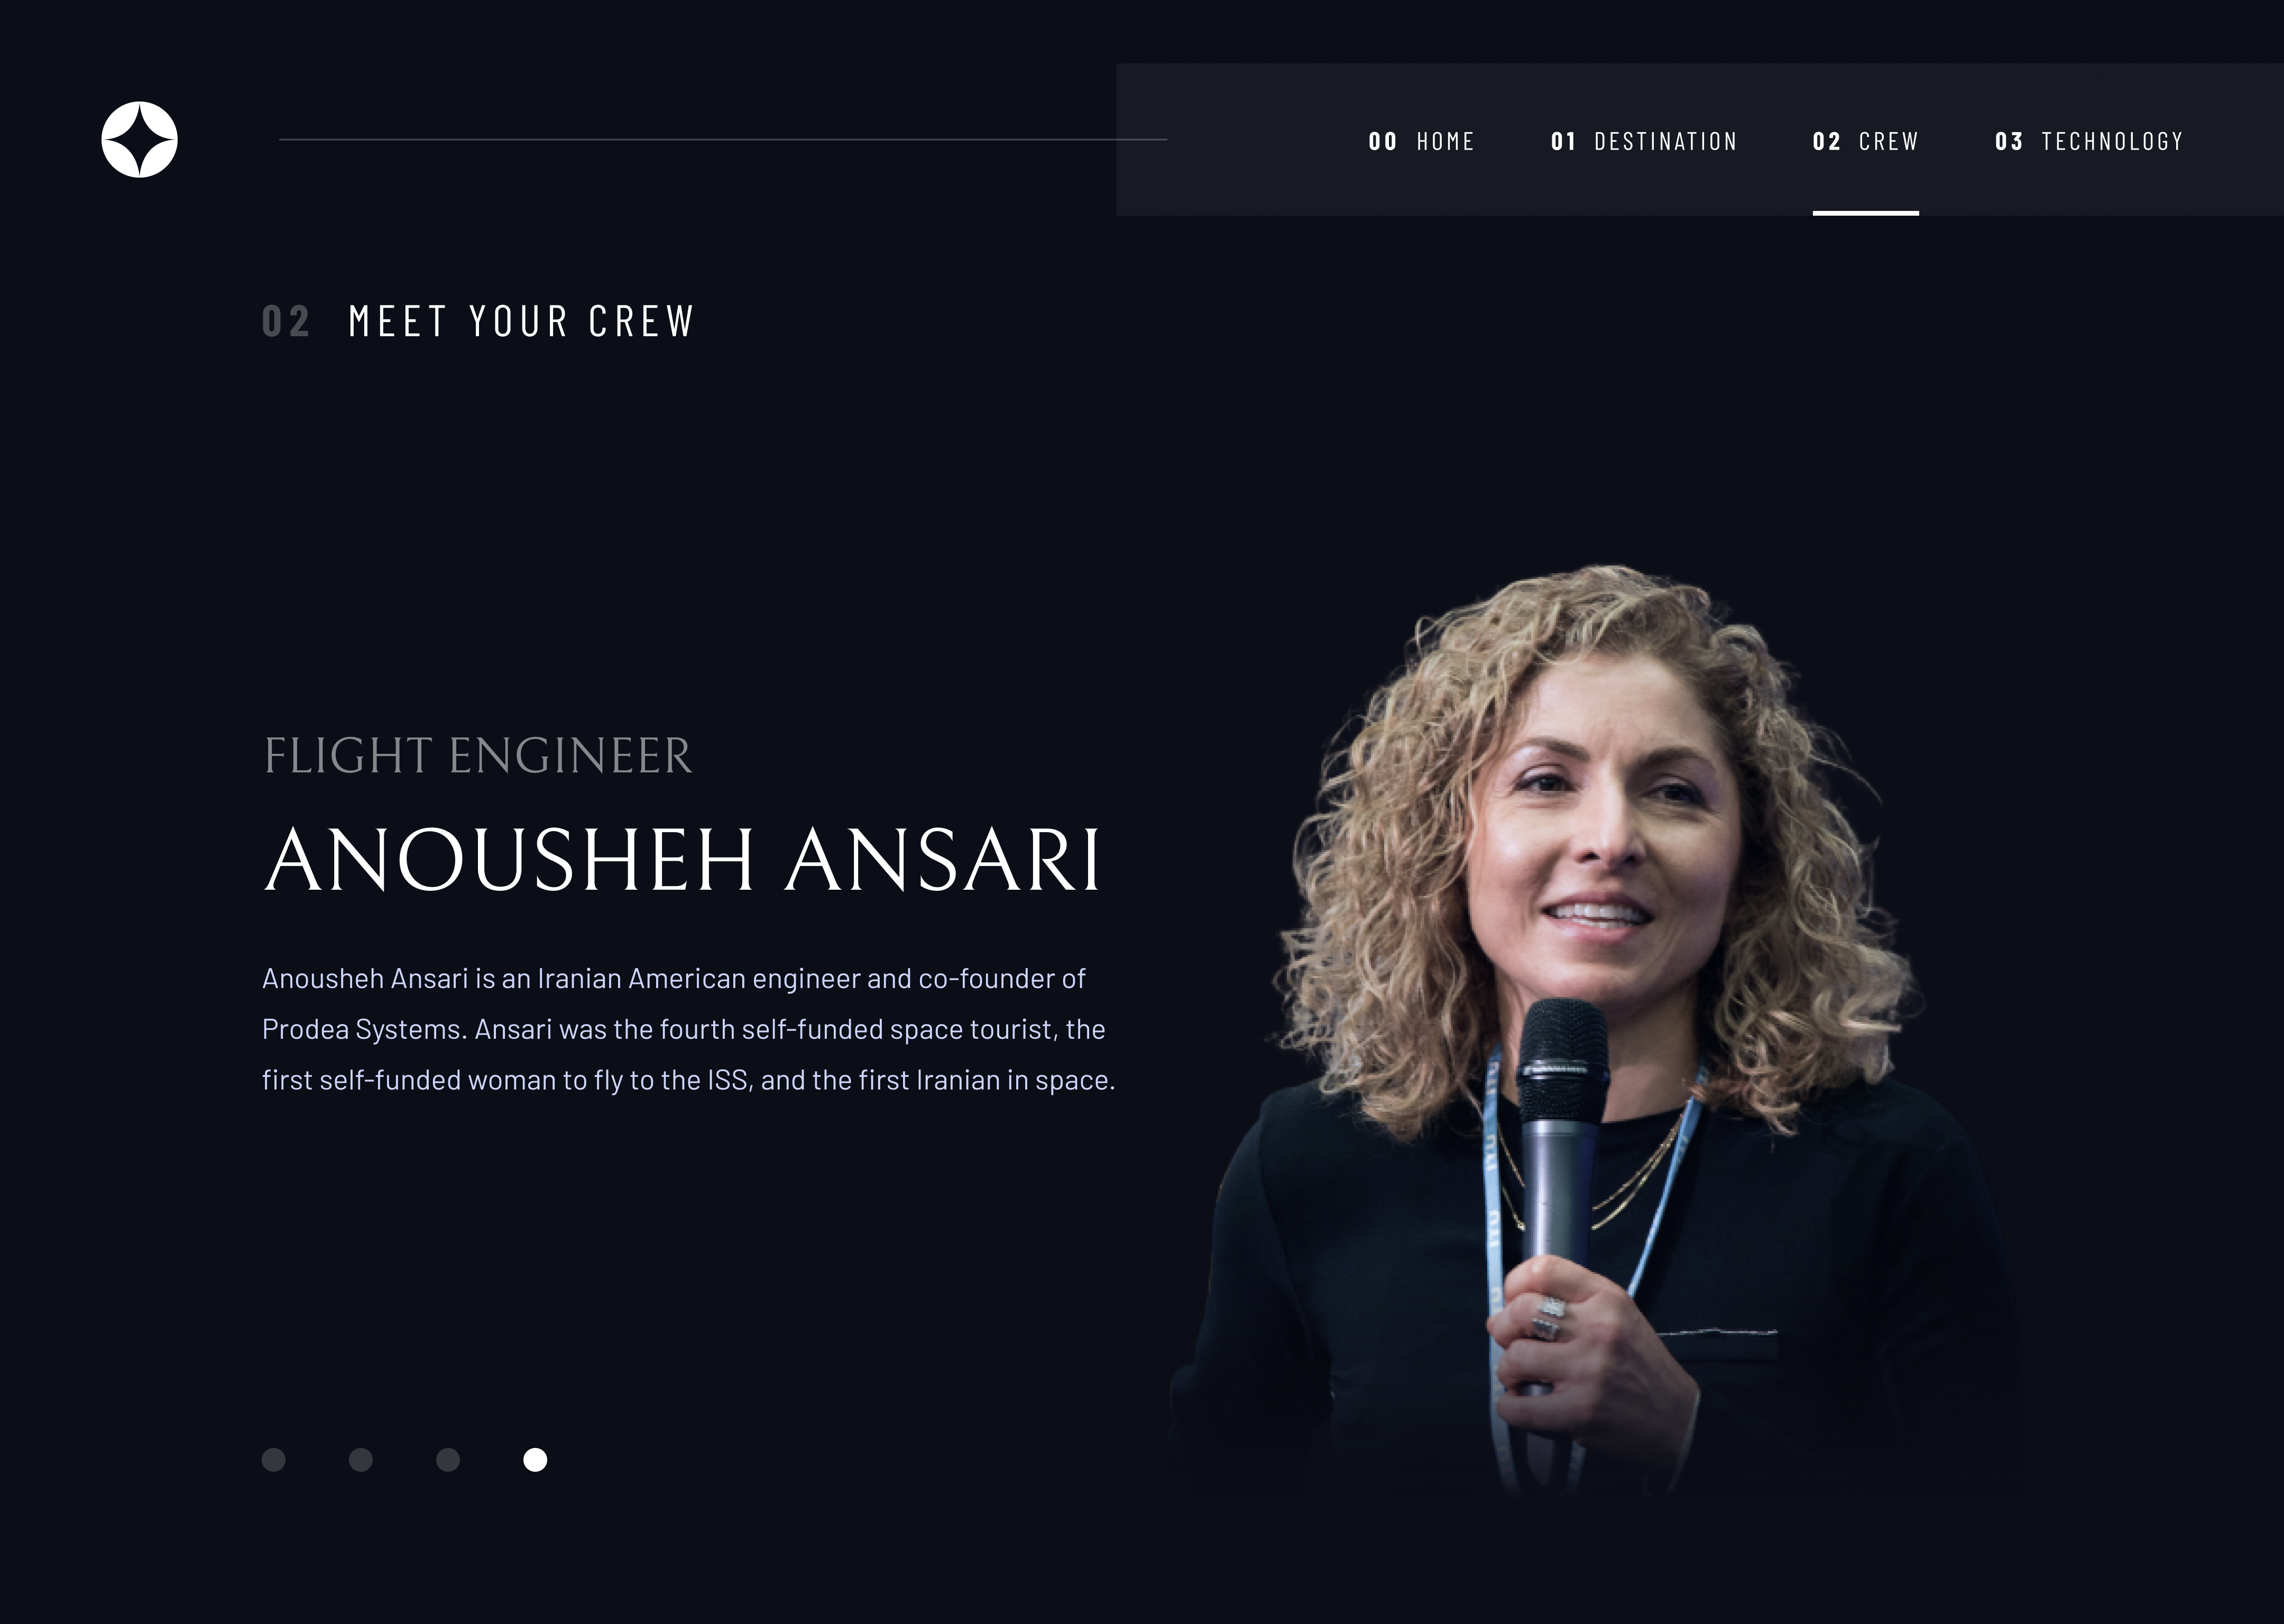 00 HOME 01 DESTINATION 02 CREW 03 TECHNOLOGY
02 MEET YOUR CREW
FLIGHT ENGINEER
ANOUSHEH ANSARI
Anousheh Ansari is an Iranian American engineer and co-founder of
Prodea Systems. Ansari was the fourth self-funded space tourist, the
first self-funded woman to fly to the ISS, and the first Iranian in space.